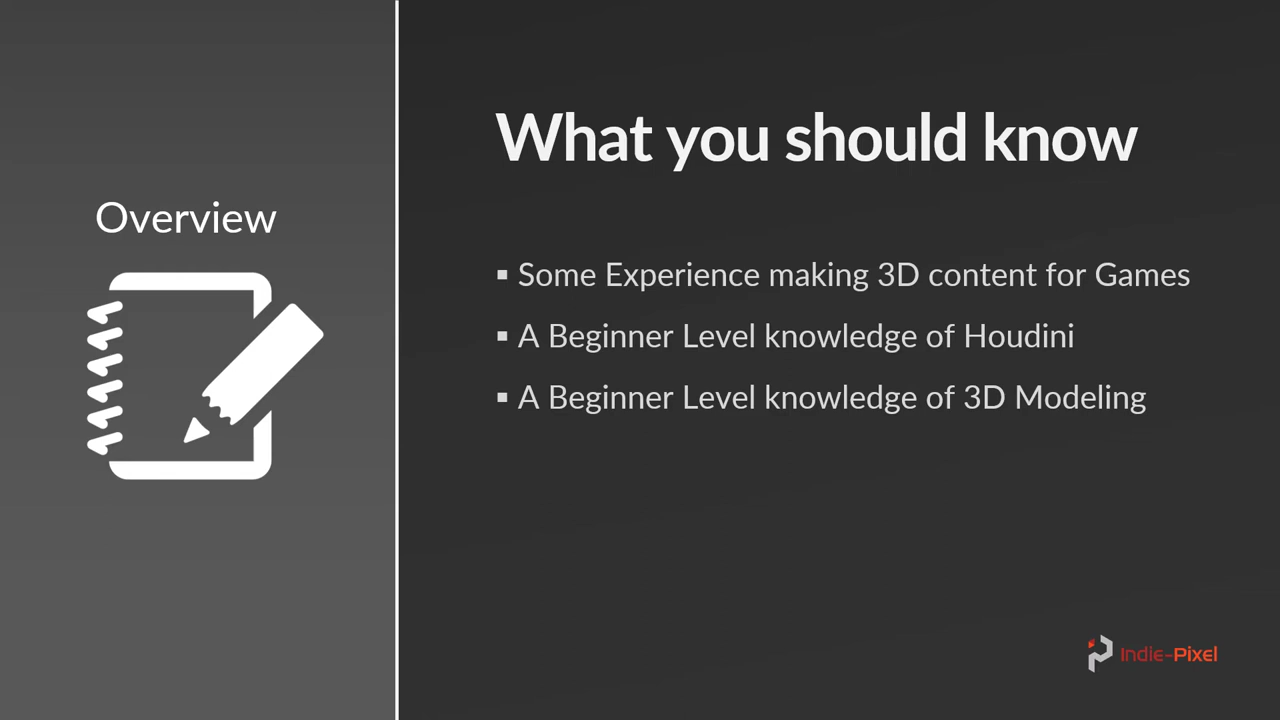 Overview
What you should know
▪ Some Experience making 3D content for Games
▪ A Beginner Level knowledge of Houdini
▪ A Beginner Level knowledge of 3D Modeling
Indie-Pixel